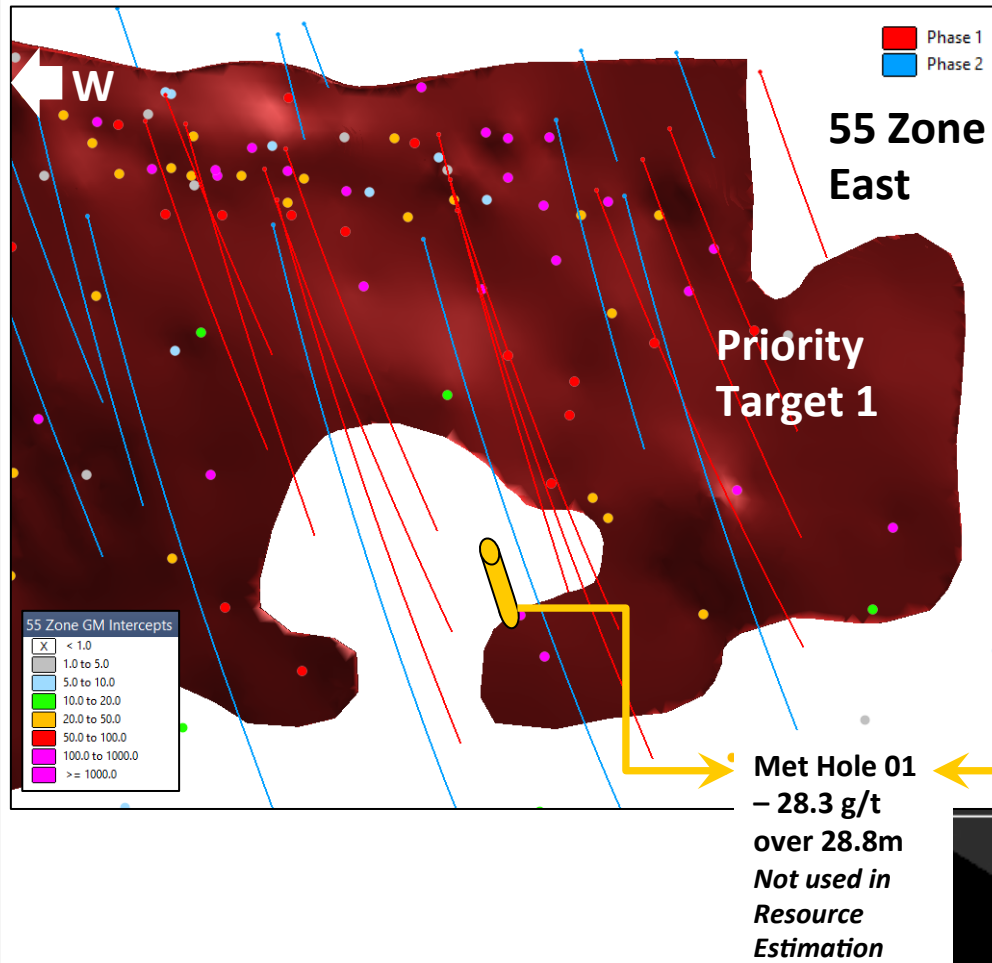 Phase 1
Phase 2
W
55 Zone
East
Priority
Target 1
55 Zone GM Intercepts
X < 1.0
1.0 to 5.0
5.0 to 10.0
10.0 to 20.0
20.0 to 50.0
50.0 to 100.0
100.0 to 1000.0
>= 1000.0
Met Hole 01
– 28.3 g/t
over 28.8m
Not used in
Resource
Estimation